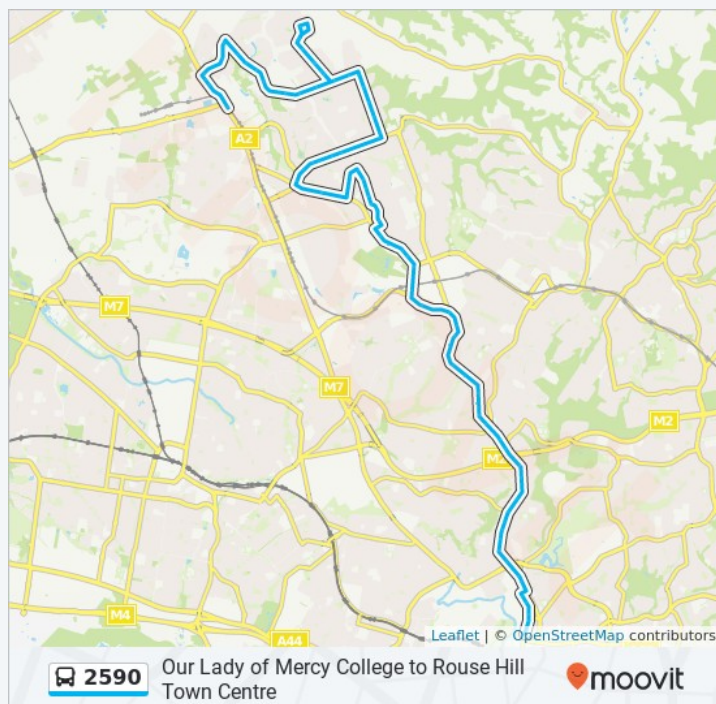 A2
M7
M7
M2
M2
M4
A44
Leaflet | © OpenStreetMap contributors
2590
Our Lady of Mercy College to Rouse Hill
Town Centre
moovit